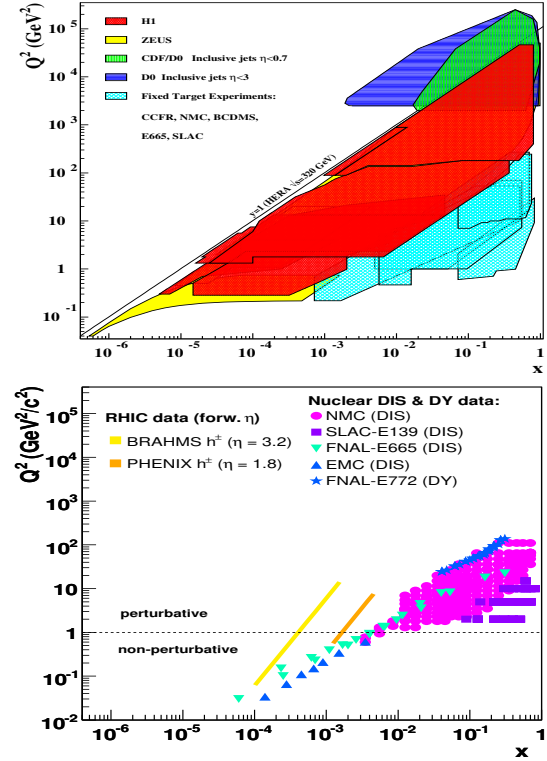 Q² (GeV²)
10⁵
10⁴
10³
10²
10
1
10⁻¹
H1
ZEUS
CDF/D0 Inclusive jets η<0.7
D0 Inclusive jets η<3
Fixed Target Experiments:
CCFR, NMC, BCDMS,
E665, SLAC
y=1 (HERA √s=320 GeV)
10⁻⁶ 10⁻⁵ 10⁻⁴ 10⁻³ 10⁻² 10⁻¹ 1
x
Q² (GeV²/c²)
10⁵
10⁴
10³
10²
10
1
10⁻¹
10⁻²
RHIC data (forw. η)
BRAHMS h± (η = 3.2)
PHENIX h± (η = 1.8)
Nuclear DIS & DY data:
NMC (DIS)
SLAC-E139 (DIS)
FNAL-E665 (DIS)
EMC (DIS)
FNAL-E772 (DY)
perturbative
non-perturbative
10⁻⁶ 10⁻⁵ 10⁻⁴ 10⁻³ 10⁻² 10⁻¹ 1
x